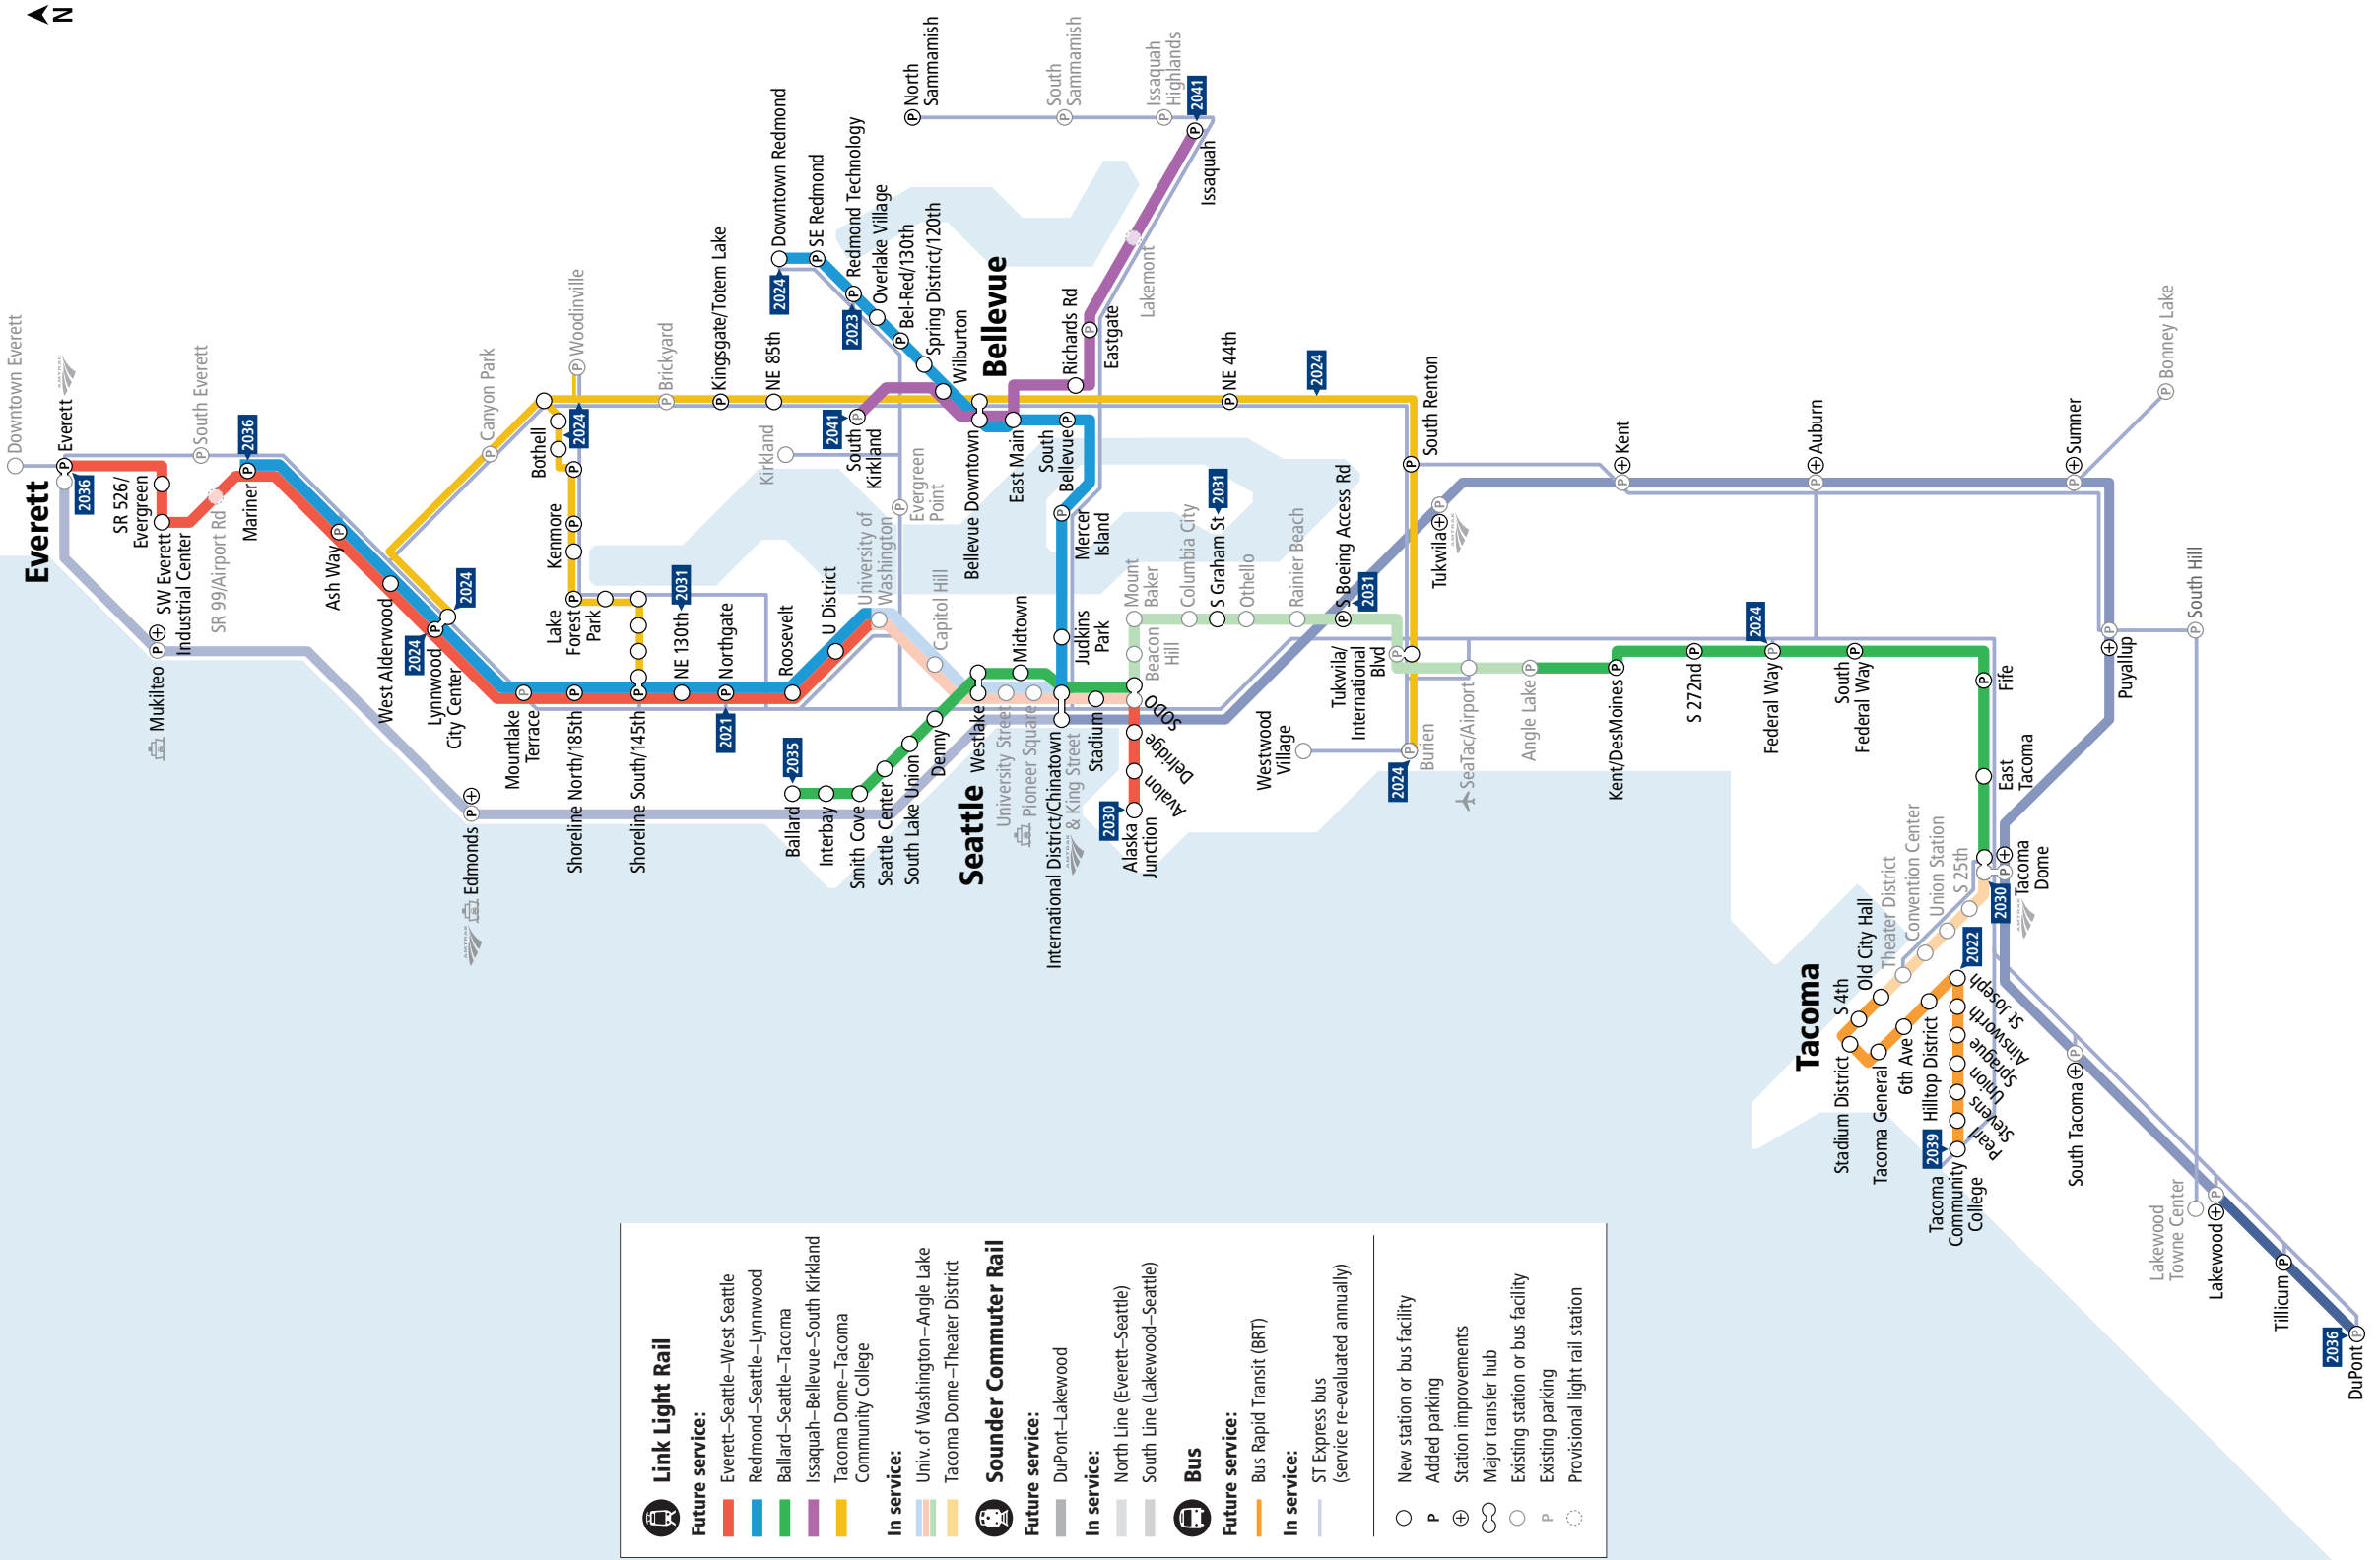 N
Downtown Everett
Everett
AMTRAK
Everett
2036
SR 526/
Evergreen
SW Everett
Industrial Center
South Everett
SR 99/Airport Rd
Mariner
2036
Mukilteo
Ash Way
West Alderwood
Lynnwood
City Center
2024
2024
Canyon Park
Edmonds
AMTRAK
Mountlake
Terrace
Shoreline North/185th
Shoreline South/145th
NE 130th
2031
Northgate
2021
Roosevelt
U District
University of
Washington
Capitol Hill
Bothell
2024
Kenmore
Lake
Forest
Park
Woodinville
Brickyard
Kingsgate/Totem Lake
NE 85th
Kirkland
South
Kirkland
2041
Evergreen
Point
Downtown Redmond
2024
SE Redmond
Redmond Technology
2023
Overlake Village
Bel-Red/130th
Spring District/120th
Wilburton
Bellevue
Bellevue Downtown
East Main
South
Bellevue
Mercer
Island
Judkins
Park
North
Sammamish
South
Sammamish
Issaquah
Highlands
2041
Issaquah
Lakemont
Eastgate
Richards Rd
NE 44th
2024
South Renton
Ballard
2035
Interbay
Smith Cove
Seattle Center
South Lake Union
Denny
Seattle
Westlake
Midtown
University Street
Pioneer Square
International District/Chinatown
& King Street
AMTRAK
Stadium
SODO
Delridge
Avalon
Alaska
Junction
2030
Beacon
Hill
Mount
Baker
Columbia City
S Graham St
2031
Othello
Rainier Beach
S Boeing Access Rd
2031
Tukwila/
International
Blvd
Westwood
Village
Burien
2024
SeaTac/Airport
Angle Lake
Kent/DesMoines
S 272nd
Federal Way
2024
South
Federal Way
Fife
East
Tacoma
Tacoma
Dome
2030
AMTRAK
Tukwila
AMTRAK
Kent
Auburn
Sumner
Bonney Lake
Puyallup
South Hill
Tacoma
S 25th
Union Station
Convention Center
Theater District
Old City Hall
S 4th
Stadium District
Tacoma General
6th Ave
Hilltop District
2022
St Joseph
Ainsworth
Sprague
Union
Stevens
Pearl
Tacoma
Community
College
2039
South Tacoma
Lakewood
Towne Center
Lakewood
Tillicum
DuPont
2036
Link Light Rail
Future service:
Everett–Seattle–West Seattle
Redmond–Seattle–Lynnwood
Ballard–Seattle–Tacoma
Issaquah–Bellevue–South Kirkland
Tacoma Dome–Tacoma
Community College
In service:
Univ. of Washington–Angle Lake
Tacoma Dome–Theater District
Sounder Commuter Rail
Future service:
DuPont–Lakewood
In service:
North Line (Everett–Seattle)
South Line (Lakewood–Seattle)
Bus
Future service:
Bus Rapid Transit (BRT)
In service:
ST Express bus
(service re-evaluated annually)
New station or bus facility
P Added parking
Station improvements
Major transfer hub
Existing station or bus facility
P Existing parking
Provisional light rail station